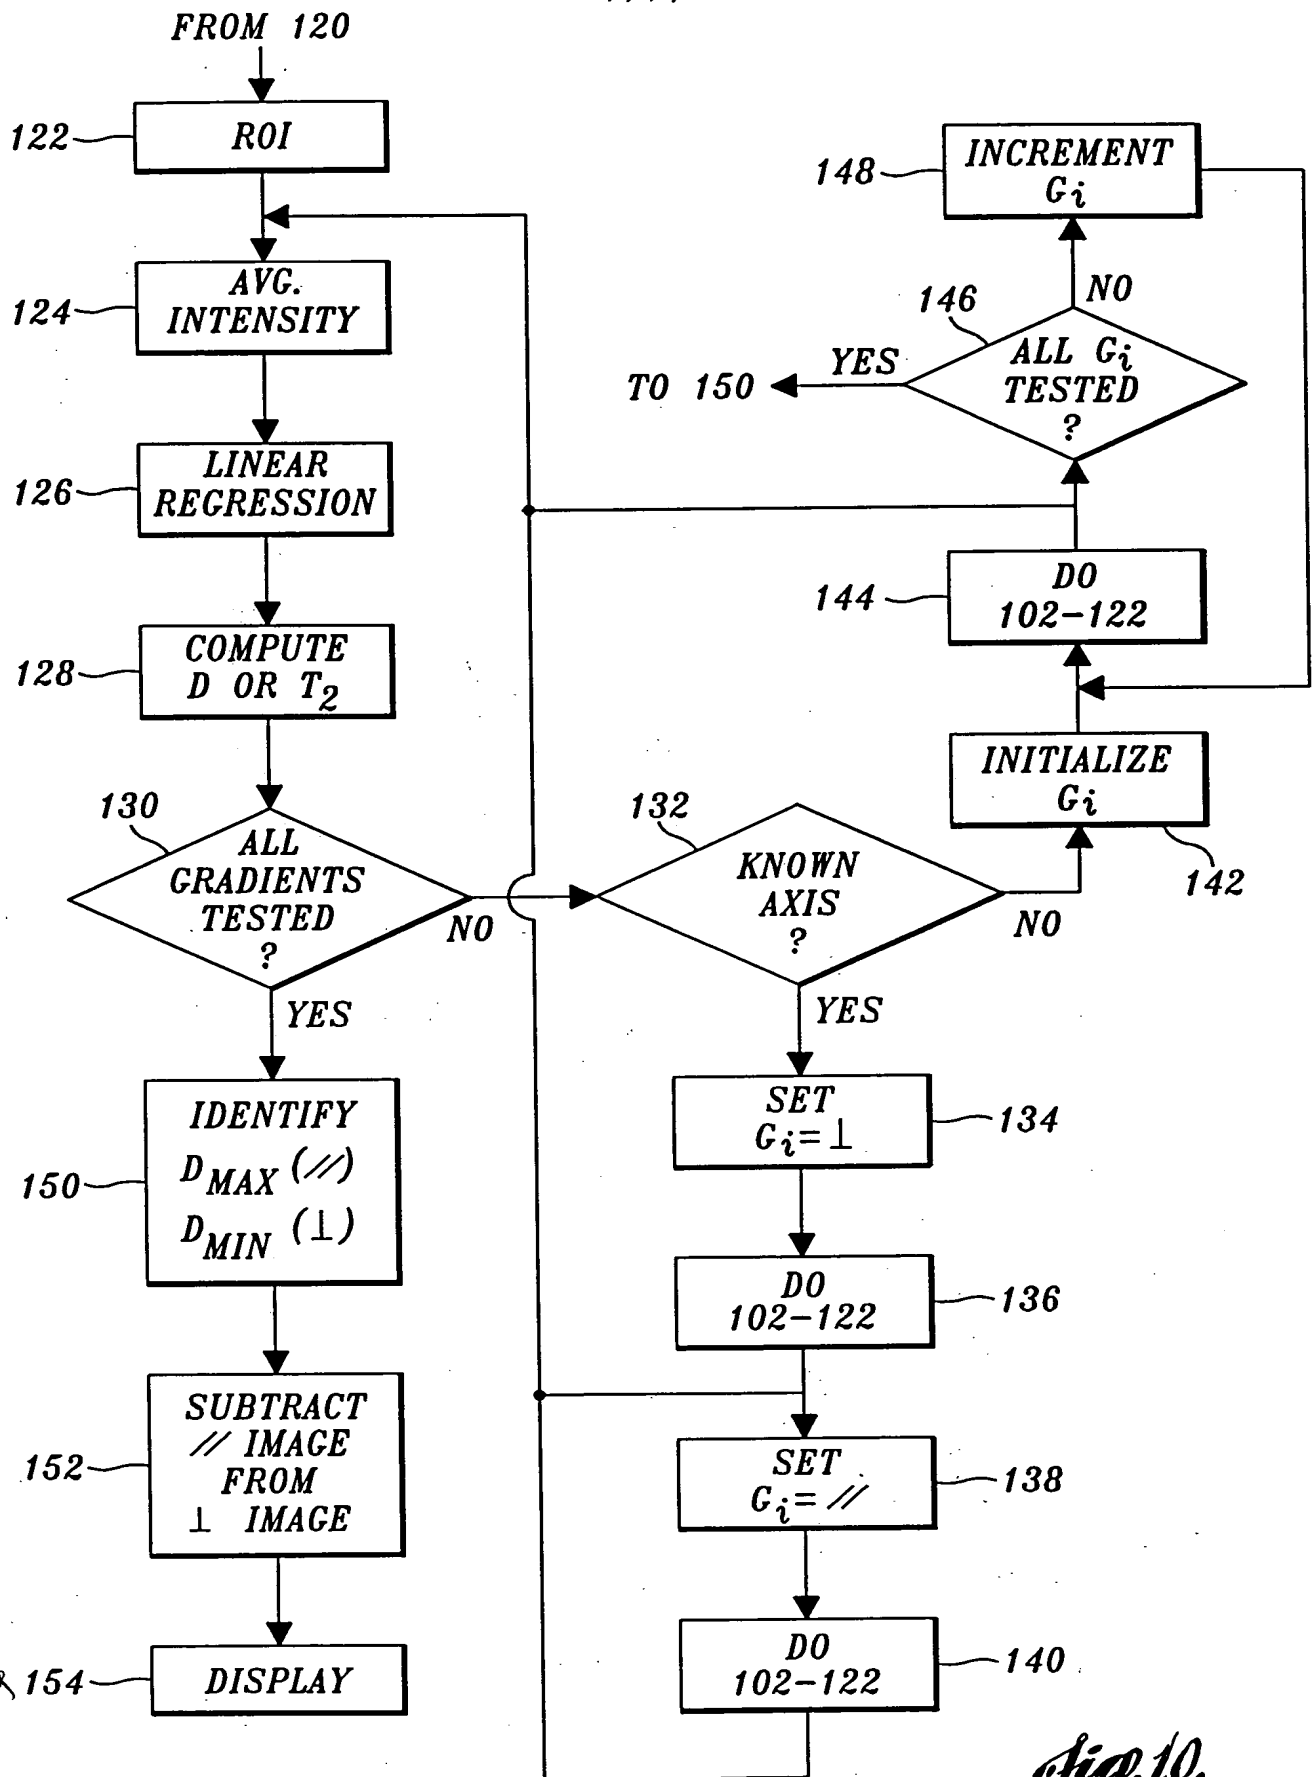 FROM 120
122
ROI
124
AVG.
INTENSITY
126
LINEAR
REGRESSION
128
COMPUTE
D OR T2
130
ALL
GRADIENTS
TESTED
?
NO
YES
150
IDENTIFY
DMAX (//)
DMIN (⊥)
152
SUBTRACT
// IMAGE
FROM
⊥ IMAGE
154
DISPLAY
148
INCREMENT
Gi
NO
146
ALL Gi
TESTED
?
YES
TO 150
144
DO
102-122
INITIALIZE
Gi
142
132
KNOWN
AXIS
?
NO
YES
SET
Gi=⊥
134
DO
102-122
136
SET
Gi=//
138
DO
102-122
140
Fig. 10.